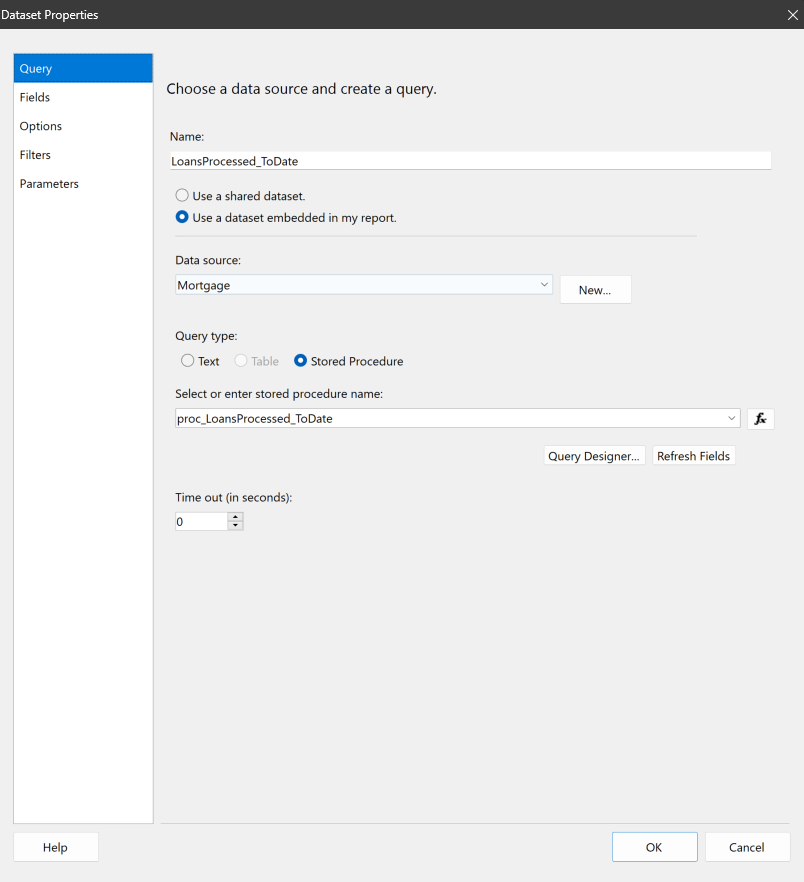 Dataset Properties
Query
Fields
Options
Filters
Parameters
Choose a data source and create a query.
Name:
LoansProcessed_ToDate
Use a shared dataset.
Use a dataset embedded in my report.
Data source:
Mortgage
New...
Query type:
Text Table Stored Procedure
Select or enter stored procedure name:
proc_LoansProcessed_ToDate
fx
Query Designer... Refresh Fields
Time out (in seconds):
0
Help OK Cancel